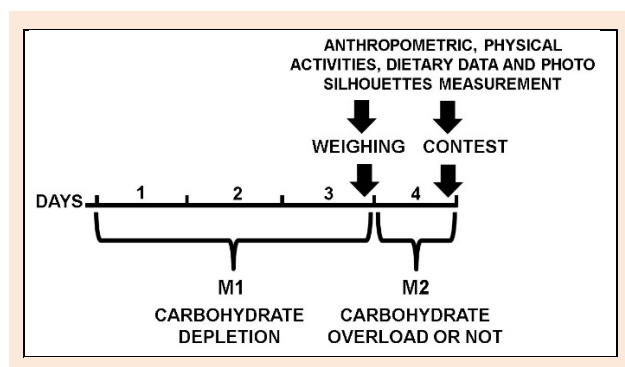 ANTHROPOMETRIC, PHYSICAL
ACTIVITIES, DIETARY DATA AND PHOTO
SILHOUETTES MEASUREMENT
WEIGHING CONTEST
DAYS 1 2 3 4
M1 M2
CARBOHYDRATE CARBOHYDRATE
DEPLETION OVERLOAD OR NOT